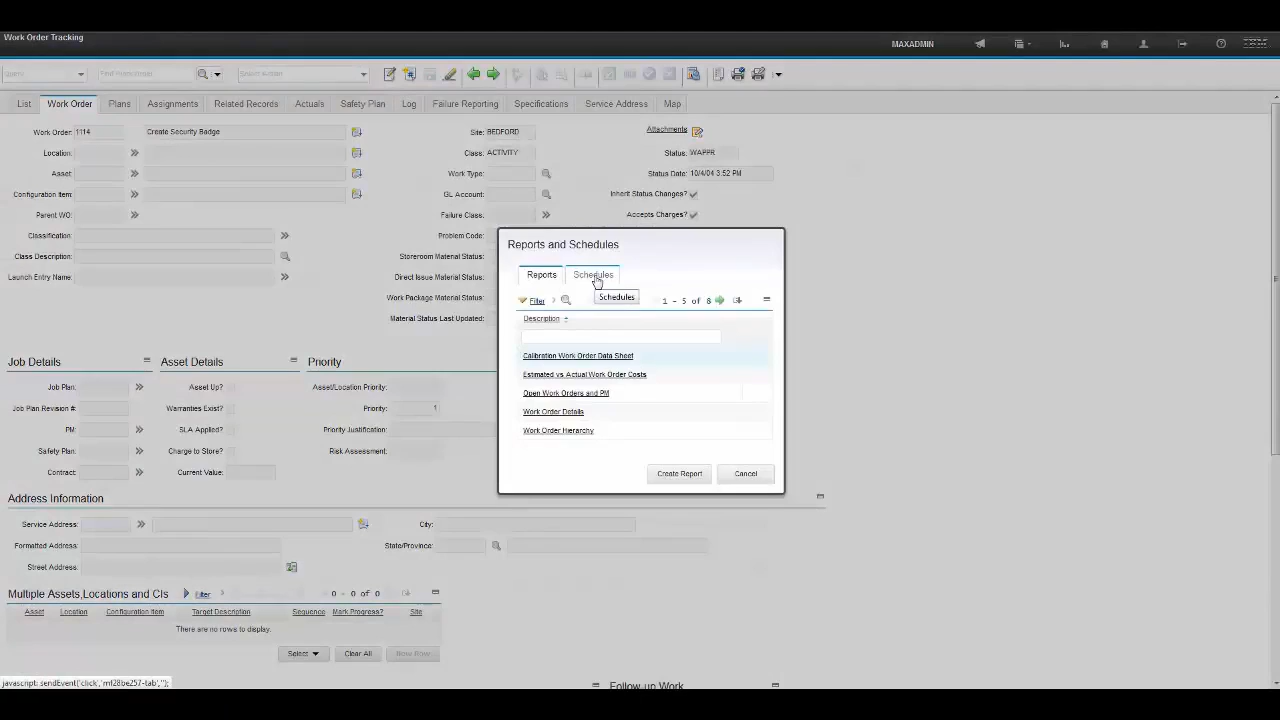 Work Order Tracking
MAXADMIN
IBM
Find Work Order
Select Action
List Work Order Plans Assignments Related Records Actuals Safety Plan Log Failure Reporting Specifications Service Address Map
Work Order: 1114 Create Security Badge Site: BEDFORD Attachments
Location: Class: ACTIVITY Status: WAPPR
Asset: Work Type: Status Date: 10/4/04 3:52 PM
Configuration Item: GL Account: Inherit Status Changes?
Parent WO: Failure Class: Accepts Charges?
Classification: Problem Code:
Class Description: Storeroom Material Status:
Launch Entry Name: Direct Issue Material Status:
Work Package Material Status:
Material Status Last Updated:
Reports and Schedules
Reports Schedules
Schedules
Filter 1 - 5 of 8
Description
Calibration Work Order Data Sheet
Estimated vs Actual Work Order Costs
Open Work Orders and PM
Work Order Details
Work Order Hierarchy
Create Report Cancel
Job Details Asset Details Priority
Job Plan: Asset Up? Asset/Location Priority:
Job Plan Revision #: Warranties Exist? Priority: 1
PM: SLA Applied? Priority Justification:
Safety Plan: Charge to Store? Risk Assessment:
Contract: Current Value:
Address Information
Service Address: City:
Formatted Address: State/Province:
Street Address:
Multiple Assets,Locations and CIs Filter 0 - 0 of 0
Asset Location Configuration Item Target Description Sequence Mark Progress? Site
There are no rows to display.
Select Clear All New Row
javascript: sendEvent('click','mf28be257-tab','');
Follow-up Work